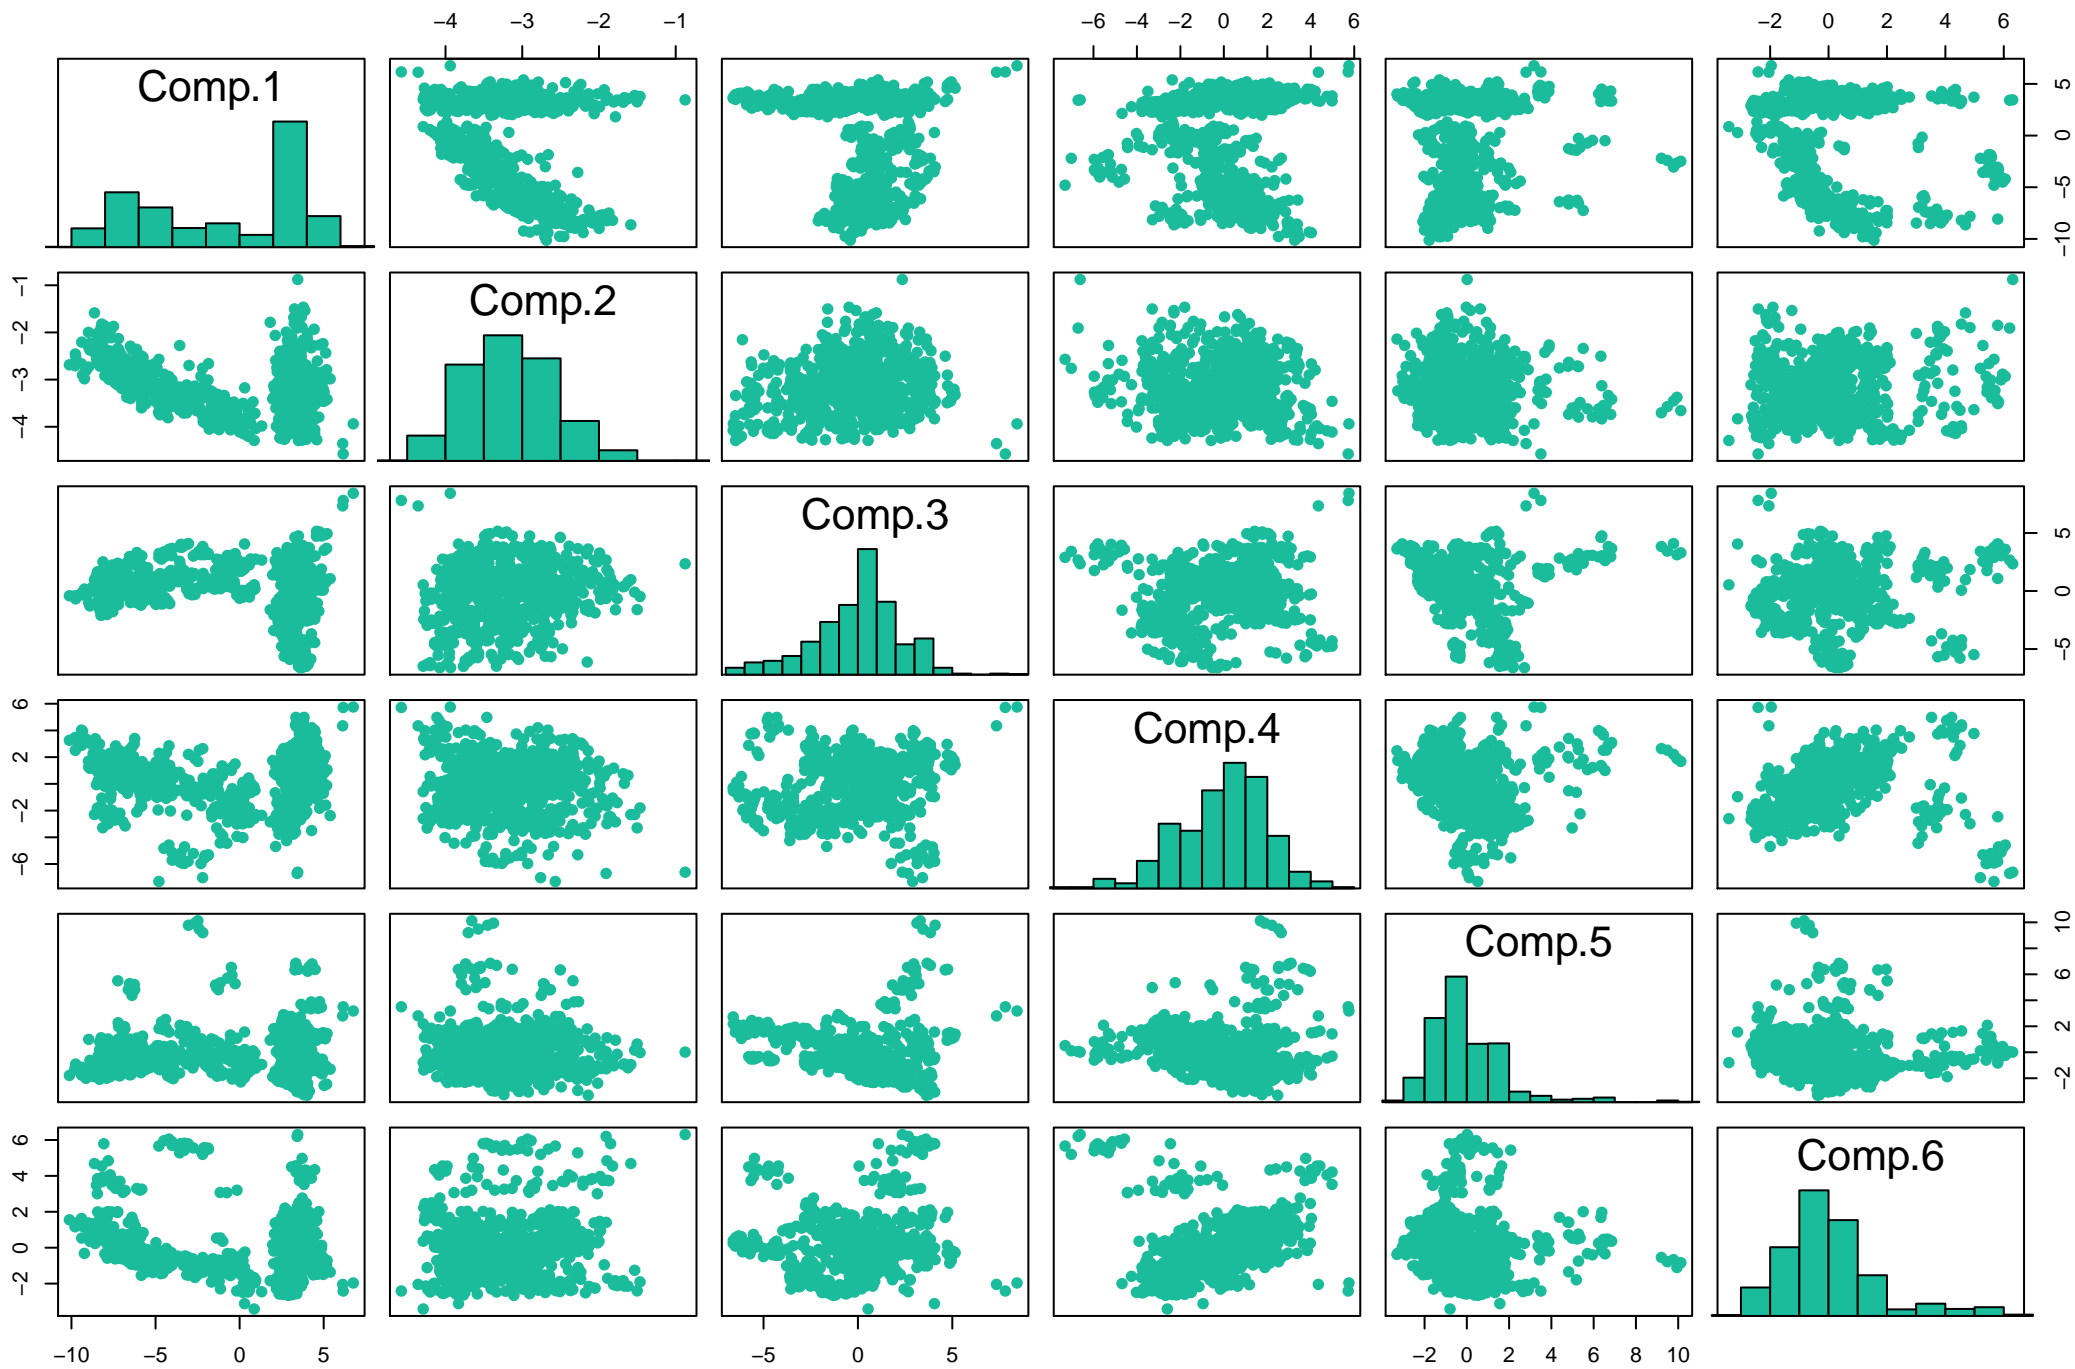 −4 −3 −2 −1 −6 −4 −2 0 2 4 6 −2 0 2 4 6
Comp.1
5 0 −5 −10
−1 −2 −3 −4
Comp.2
Comp.3
5 0 −5
6 2 −2 −6
Comp.4
Comp.5
10 6 2 −2
6 4 2 0 −2
Comp.6
−10 −5 0 5 −5 0 5 −2 0 2 4 6 8 10